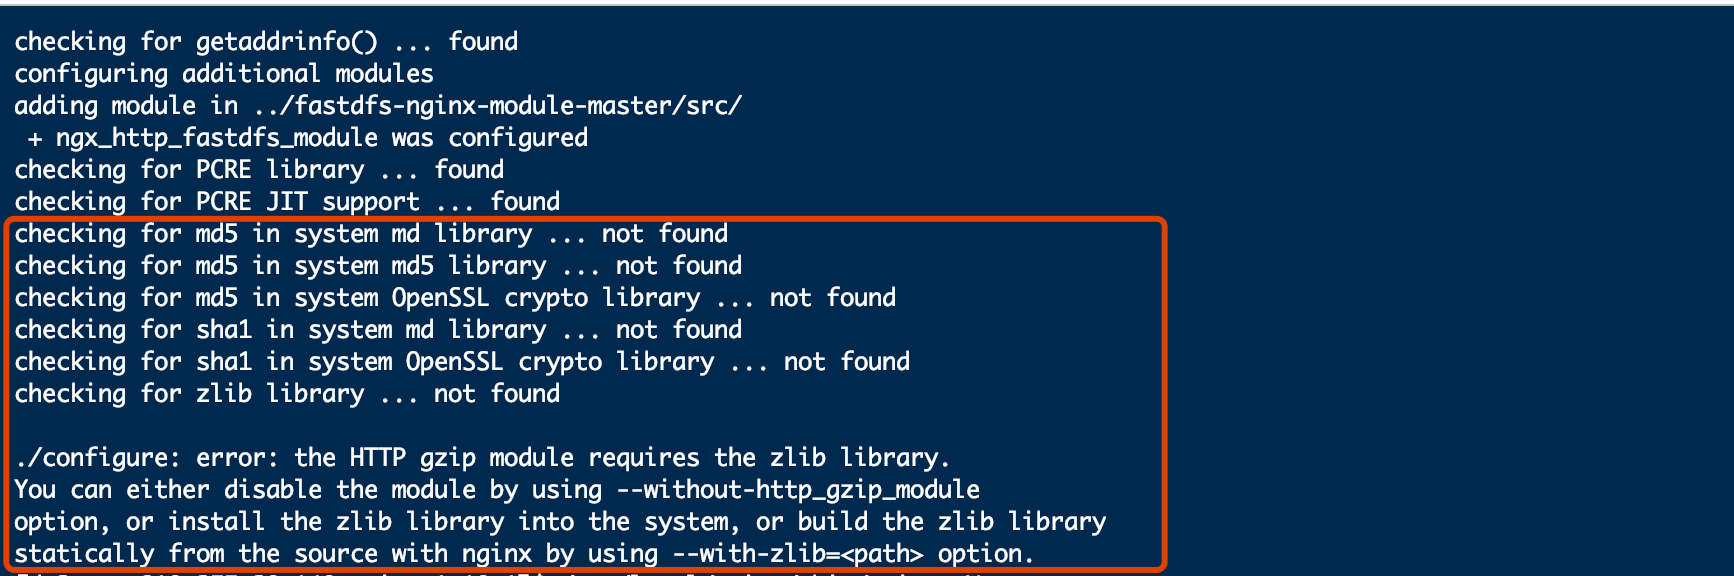 checking for getaddrinfo() ... found
configuring additional modules
adding module in ../fastdfs-nginx-module-master/src/
 + ngx_http_fastdfs_module was configured
checking for PCRE library ... found
checking for PCRE JIT support ... found
checking for md5 in system md library ... not found
checking for md5 in system md5 library ... not found
checking for md5 in system OpenSSL crypto library ... not found
checking for sha1 in system md library ... not found
checking for sha1 in system OpenSSL crypto library ... not found
checking for zlib library ... not found

./configure: error: the HTTP gzip module requires the zlib library.
You can either disable the module by using --without-http_gzip_module
option, or install the zlib library into the system, or build the zlib library
statically from the source with nginx by using --with-zlib=<path> option.